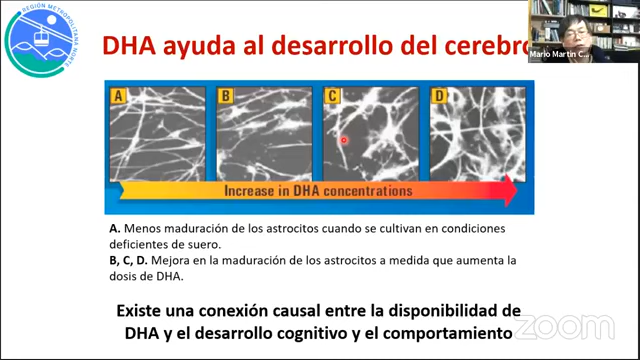 REGIÓN METROPOLITANA NORTE
DHA ayuda al desarrollo del cerebro
Mario Martin C...
A B C D
Increase in DHA concentrations
A. Menos maduración de los astrocitos cuando se cultivan en condiciones
deficientes de suero.
B, C, D. Mejora en la maduración de los astrocitos a medida que aumenta la
dosis de DHA.
Existe una conexión causal entre la disponibilidad de
DHA y el desarrollo cognitivo y el comportamiento
zoom